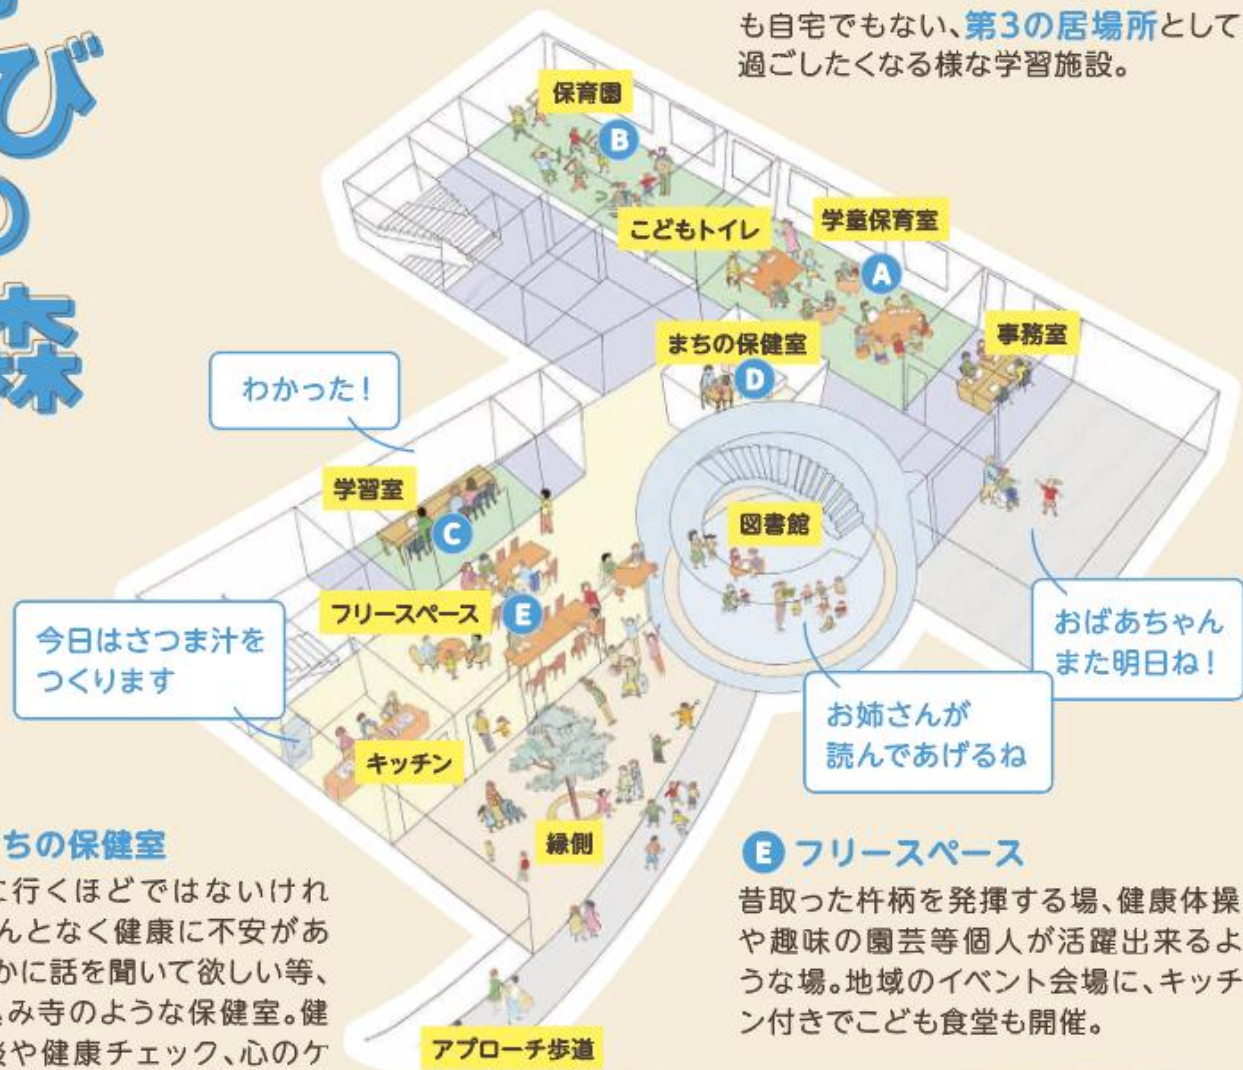 び
の
森
も自宅でもない、第3の居場所として
過ごしたくなる様な学習施設。
保育園
B
こどもトイレ
学童保育室
A
まちの保健室
D
事務室
わかった！
学習室
C
図書館
フリースペース
E
今日はさつま汁を
つくります
おばあちゃん
また明日ね！
お姉さんが
読んであげるね
キッチン
縁側
アプローチ歩道
ちの保健室
に行くほどではないけれ
んとなく健康に不安があ
かに話を聞いて欲しい等、
み寺のような保健室。健
や健康チェック、心のケ
E フリースペース
昔取った杵柄を発揮する場、健康体操
や趣味の園芸等個人が活躍出来るよ
うな場。地域のイベント会場に、キッチ
ン付きでこども食堂も開催。